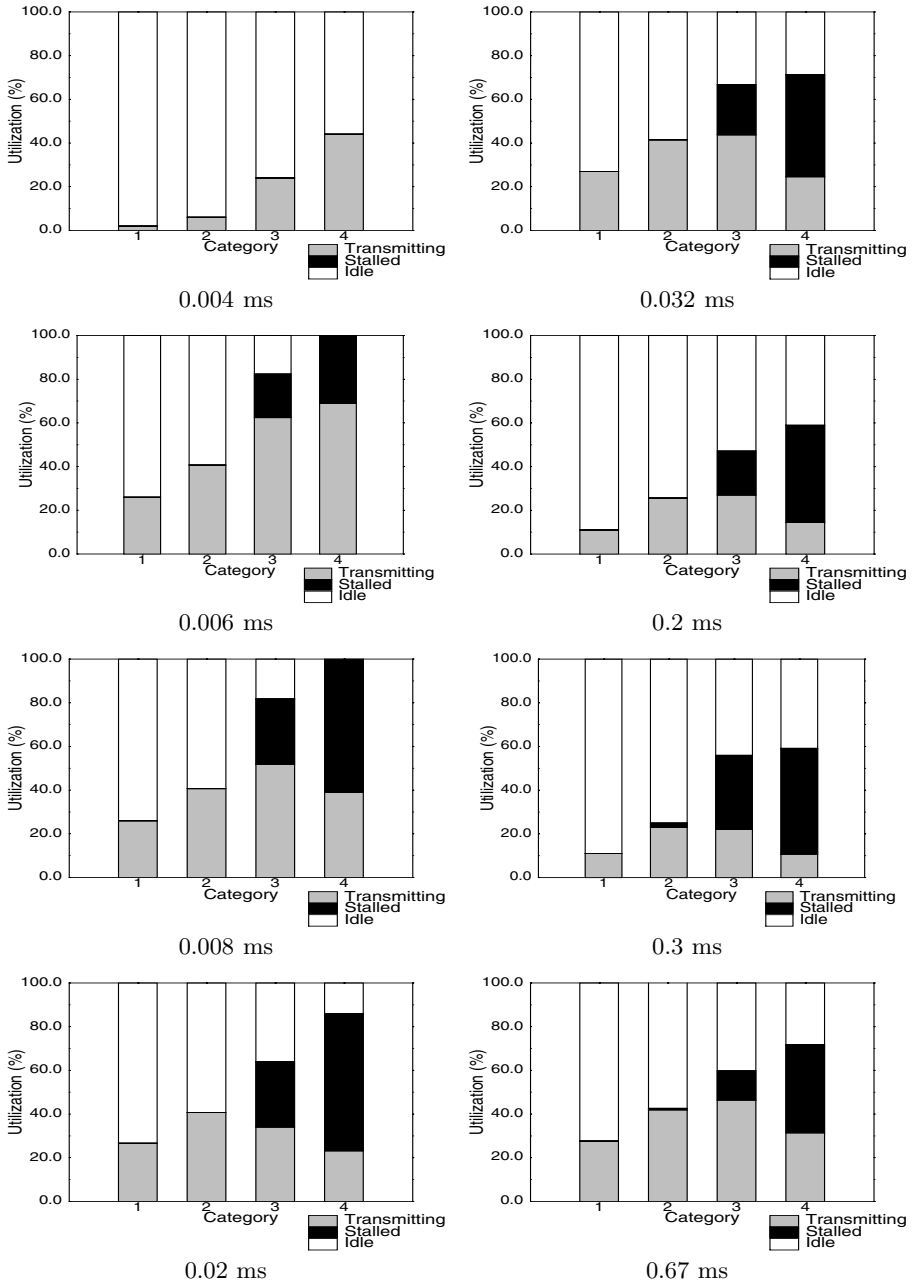 100.0
80.0
60.0
40.0
20.0
0.0
Utilization (%)
1 2 3 4
Category
Transmitting
Stalled
Idle
0.004 ms
100.0
80.0
60.0
40.0
20.0
0.0
Utilization (%)
1 2 3 4
Category
Transmitting
Stalled
Idle
0.032 ms
100.0
80.0
60.0
40.0
20.0
0.0
Utilization (%)
1 2 3 4
Category
Transmitting
Stalled
Idle
0.006 ms
100.0
80.0
60.0
40.0
20.0
0.0
Utilization (%)
1 2 3 4
Category
Transmitting
Stalled
Idle
0.2 ms
100.0
80.0
60.0
40.0
20.0
0.0
Utilization (%)
1 2 3 4
Category
Transmitting
Stalled
Idle
0.008 ms
100.0
80.0
60.0
40.0
20.0
0.0
Utilization (%)
1 2 3 4
Category
Transmitting
Stalled
Idle
0.3 ms
100.0
80.0
60.0
40.0
20.0
0.0
Utilization (%)
1 2 3 4
Category
Transmitting
Stalled
Idle
0.02 ms
100.0
80.0
60.0
40.0
20.0
0.0
Utilization (%)
1 2 3 4
Category
Transmitting
Stalled
Idle
0.67 ms